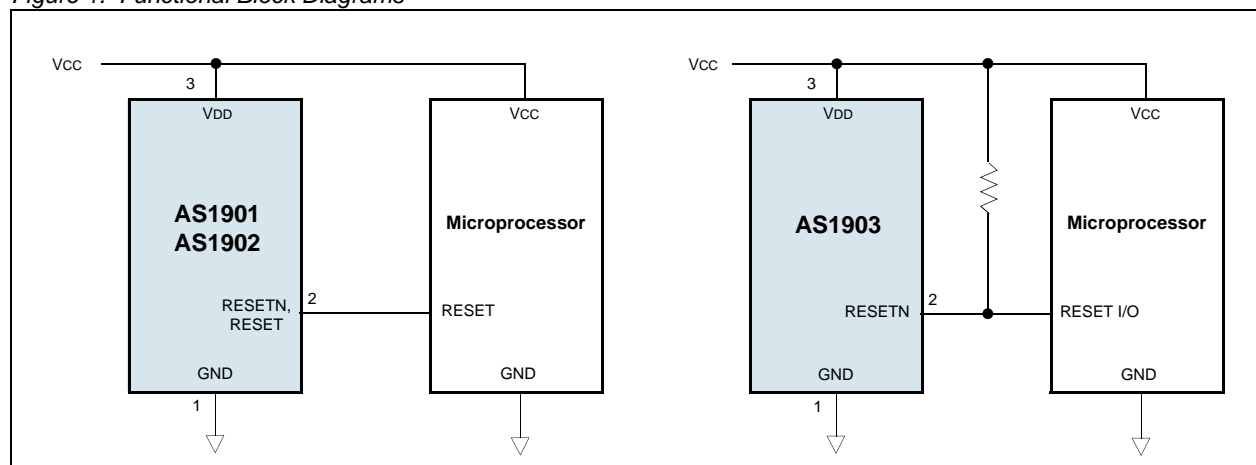 Figure 1. Functional Block Diagrams
Vcc
3
VDD
Vcc
AS1901
AS1902
Microprocessor
RESETN,
RESET
2
RESET
GND
GND
1
Vcc
3
VDD
Vcc
AS1903
Microprocessor
RESETN
2
RESET I/O
GND
GND
1